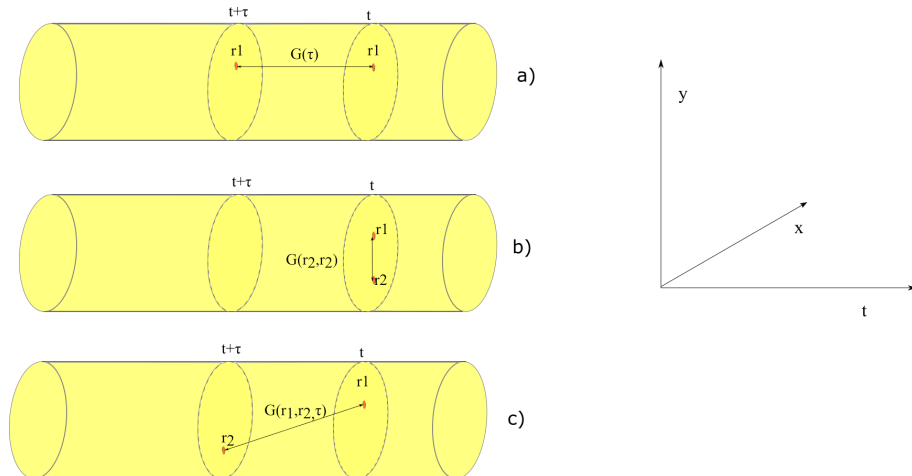 t+τ t
r1 G(τ) r1
a)
t+τ t
r1
G(r2,r2)
r2
b)
t+τ t
r1
G(r1,r2,τ)
r2
c)
y
x
t